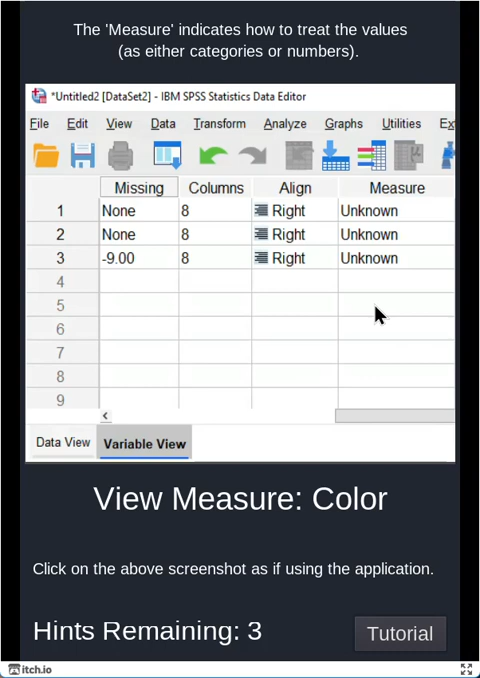 The 'Measure' indicates how to treat the values
(as either categories or numbers).
*Untitled2 [DataSet2] - IBM SPSS Statistics Data Editor
File Edit View Data Transform Analyze Graphs Utilities
Missing Columns Align Measure
1 None 8 Right Unknown
2 None 8 Right Unknown
3 -9.00 8 Right Unknown
4
5
6
7
8
9
Data View Variable View
View Measure: Color
Click on the above screenshot as if using the application.
Hints Remaining: 3 Tutorial
itch.io